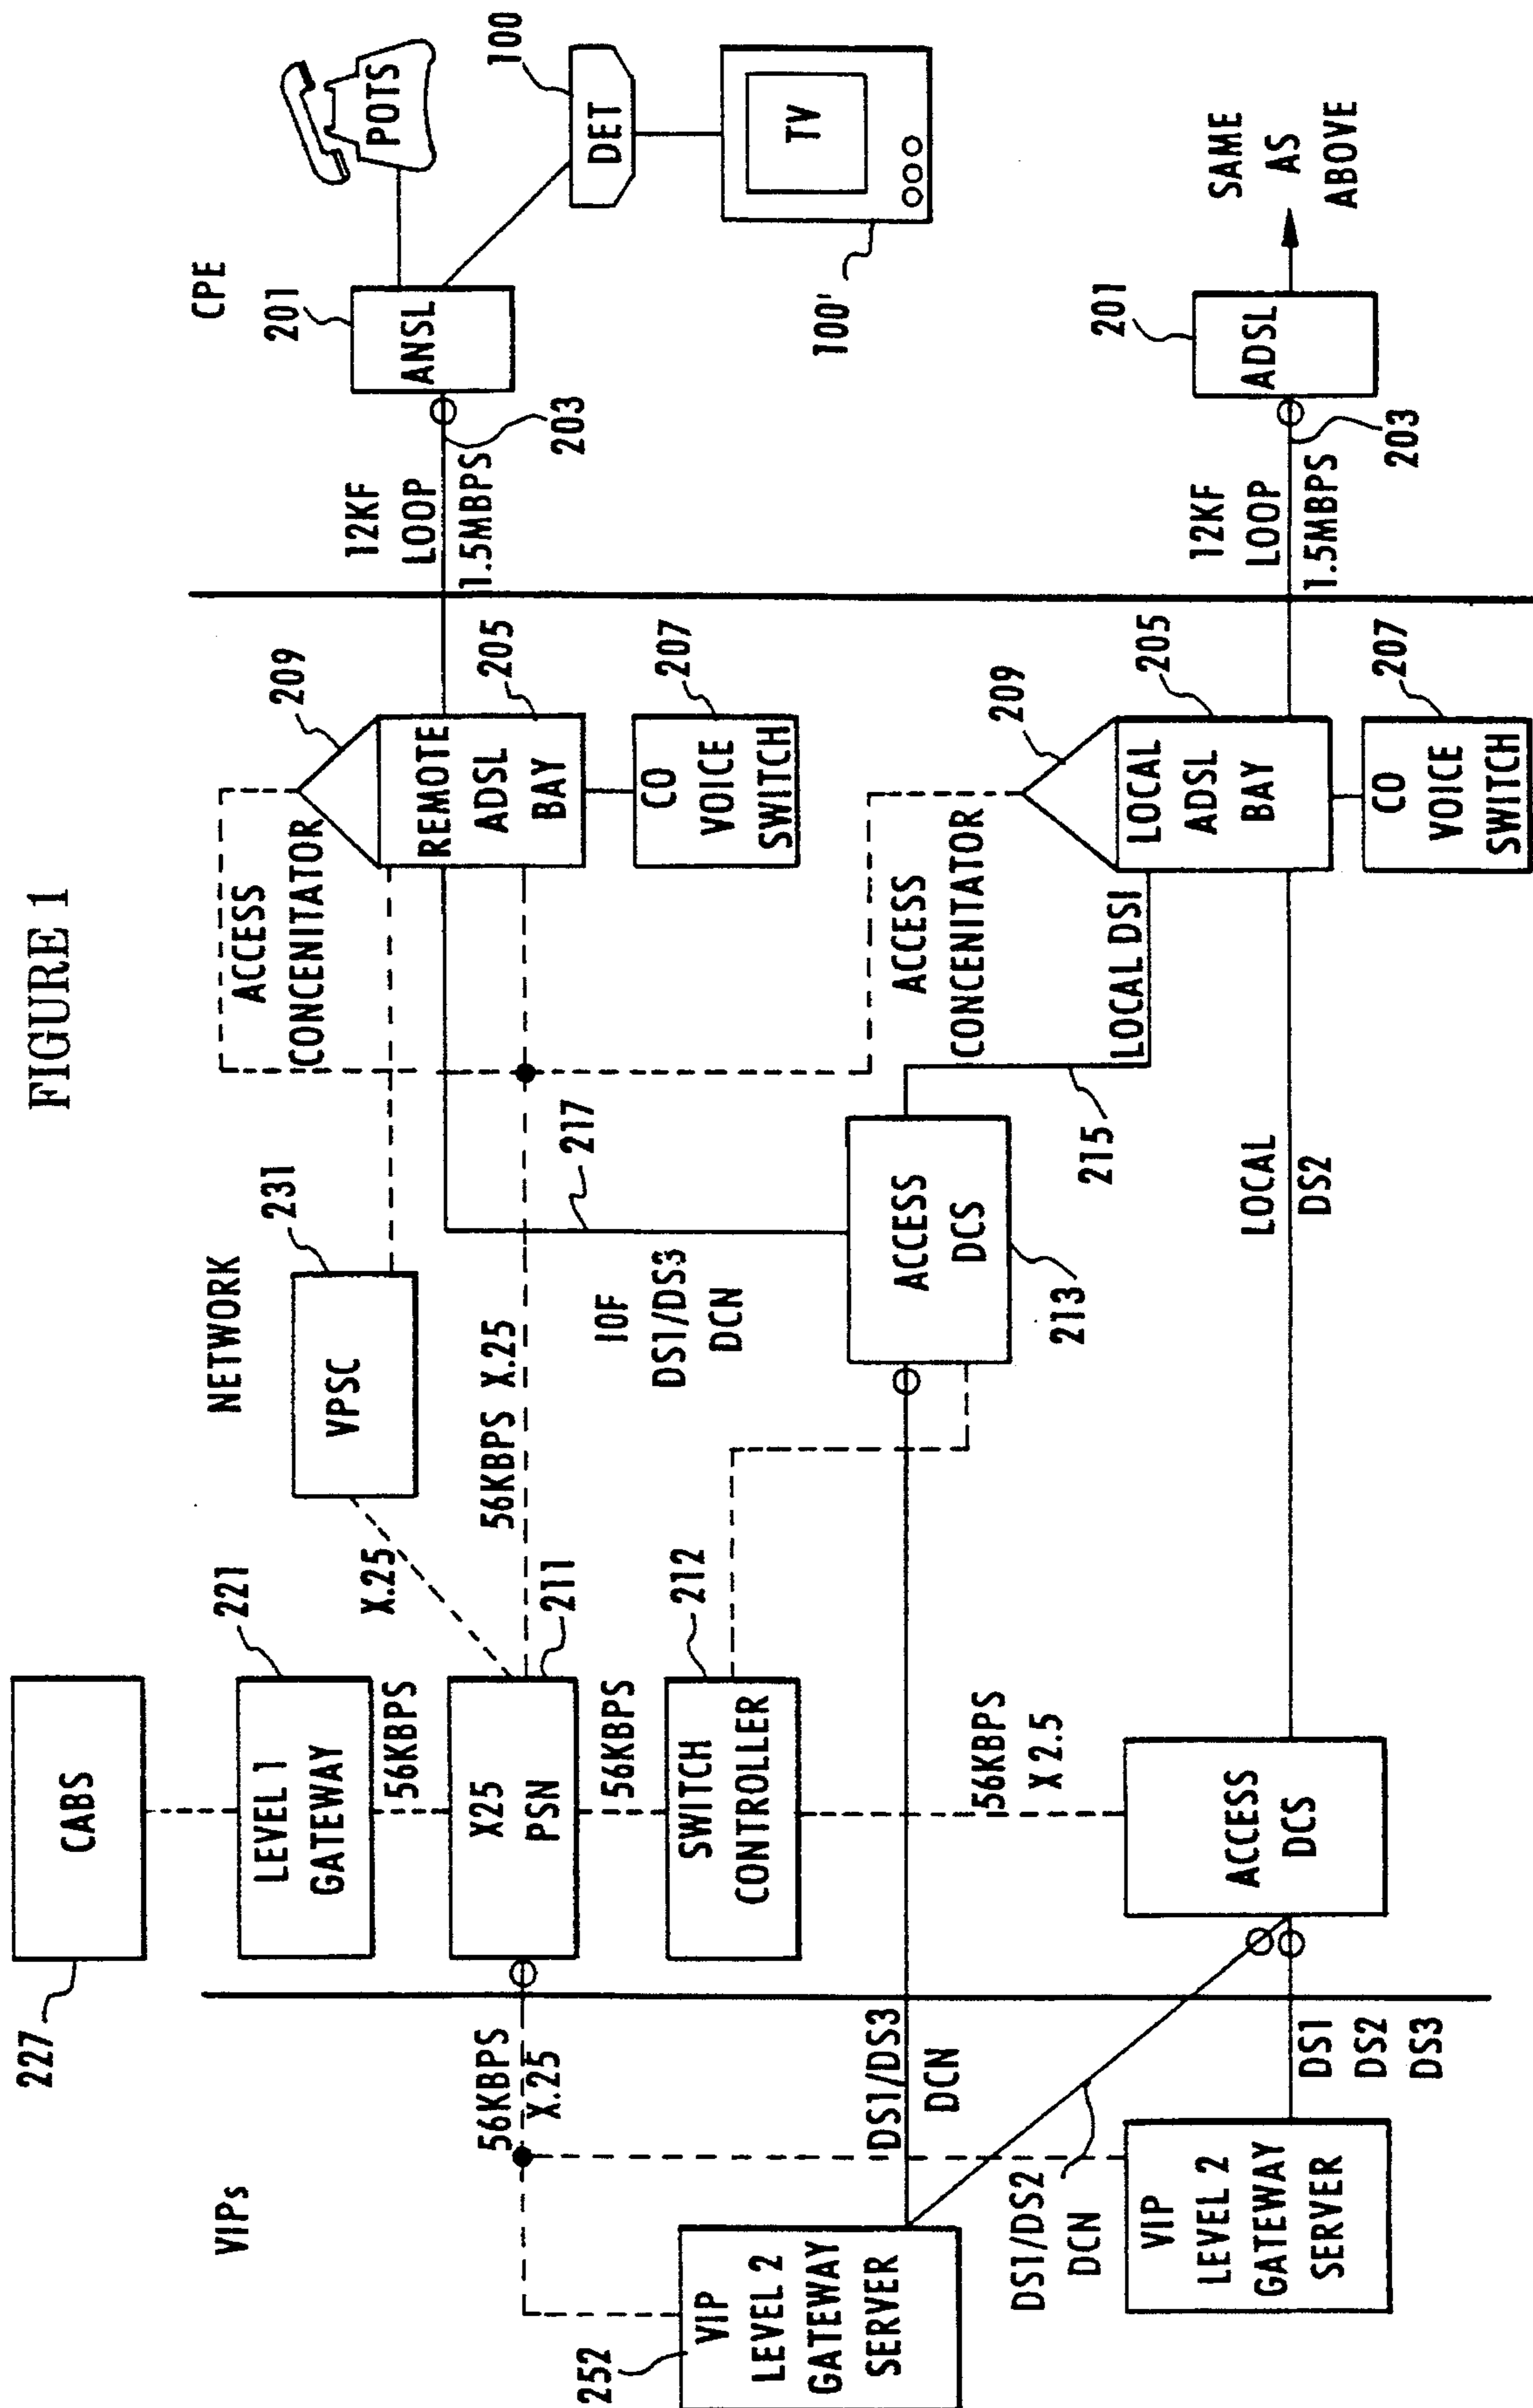 FIGURE 1
VIPs
NETWORK
CPE
227
CABS
221
LEVEL 1
GATEWAY
56KBPS
X.25
231
VPSC
56KBPS
X.25
X25
PSN
211
56KBPS X.25
56KBPS
212
SWITCH
CONTROLLER
252
VIP
LEVEL 2
GATEWAY
SERVER
DS1/DS3
DCN
DS1/DS2
DCN
VIP
LEVEL 2
GATEWAY
SERVER
DS1
DS2
DS3
56KBPS
X 2.5
ACCESS
DCS
LOCAL
DS2
10F
DS1/DS3
DCN
217
ACCESS
DCS
213
215
LOCAL DSI
ACCESS
CONCENITATOR
209
REMOTE
ADSL
BAY
205
CO
VOICE
SWITCH
207
ACCESS
CONCENITATOR
209
LOCAL
ADSL
BAY
205
CO
VOICE
SWITCH
207
12KF
LOOP
1.5MBPS
203
201
ANSL
POTS
100
DET
TV
100'
12KF
LOOP
1.5MBPS
203
201
ADSL
SAME
AS
ABOVE